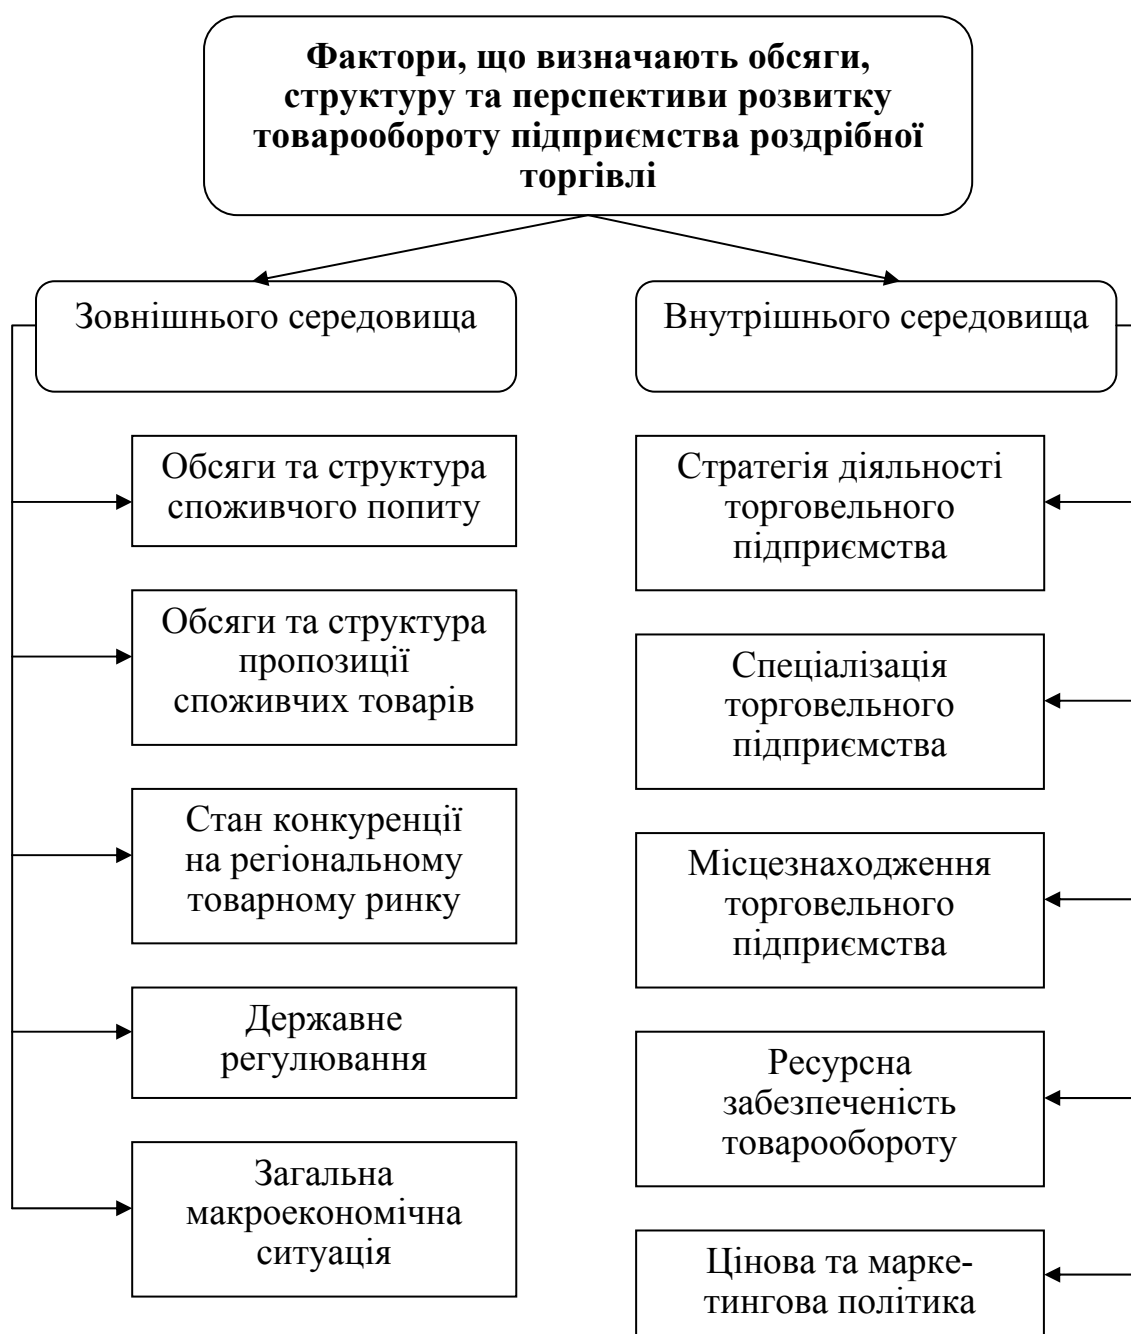 Фактори, що визначають обсяги,
структуру та перспективи розвитку
товарообороту підприємства роздрібної
торгівлі
Зовнішнього середовища
Обсяги та структура
споживчого попиту
Обсяги та структура
пропозиції
споживчих товарів
Стан конкуренції
на регіональному
товарному ринку
Державне
регулювання
Загальна
макроекономічна
ситуація
Внутрішнього середовища
Стратегія діяльності
торговельного
підприємства
Спеціалізація
торговельного
підприємства
Місцезнаходження
торговельного
підприємства
Ресурсна
забезпеченість
товарообороту
Цінова та марке-
тингова політика